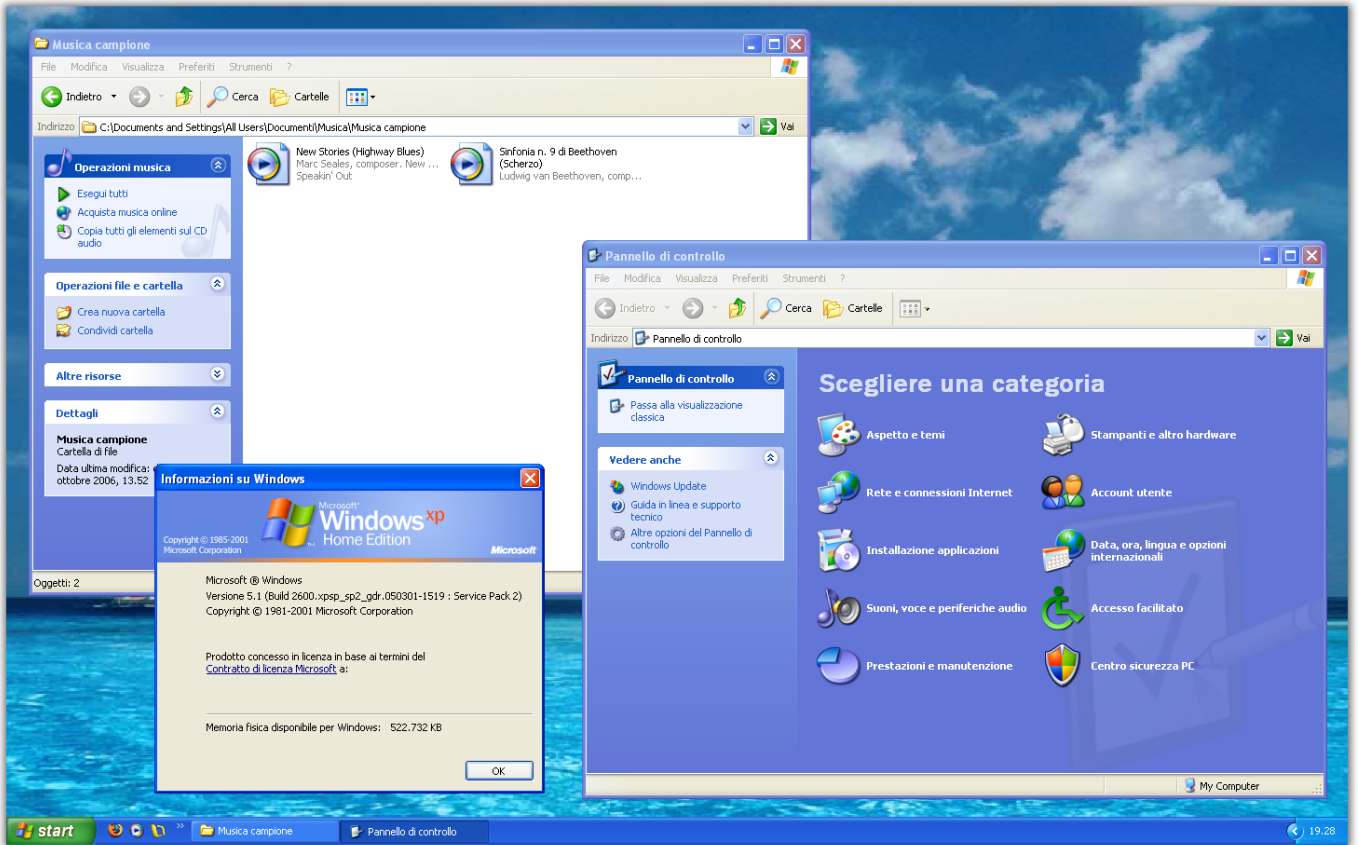 Musica campione
File Modifica Visualizza Preferiti Strumenti ?
Indietro Cerca Cartelle
Indirizzo C:\Documents and Settings\All Users\Documenti\Musica\Musica campione Vai
Operazioni musica
Esegui tutti
Acquista musica online
Copia tutti gli elementi sul CD
audio
Operazioni file e cartella
Crea nuova cartella
Condividi cartella
Altre risorse
Dettagli
Musica campione
Cartella di file
Data ultima modifica:
ottobre 2006, 13.52
New Stories (Highway Blues)
Marc Seales, composer. New ...
Speakin' Out
Sinfonia n. 9 di Beethoven
(Scherzo)
Ludwig van Beethoven, comp...
Oggetti: 2
Informazioni su Windows
Microsoft
Windows xp
Home Edition
Copyright © 1985-2001
Microsoft Corporation
Microsoft
Microsoft ® Windows
Versione 5.1 (Build 2600.xpsp_sp2_gdr.050301-1519 : Service Pack 2)
Copyright © 1981-2001 Microsoft Corporation
Prodotto concesso in licenza in base ai termini del
Contratto di licenza Microsoft a:
Memoria fisica disponibile per Windows: 522.732 KB
OK
Pannello di controllo
File Modifica Visualizza Preferiti Strumenti ?
Indietro Cerca Cartelle
Indirizzo Pannello di controllo Vai
Pannello di controllo
Passa alla visualizzazione
classica
Vedere anche
Windows Update
Guida in linea e supporto
tecnico
Altre opzioni del Pannello di
controllo
Scegliere una categoria
Aspetto e temi
Stampanti e altro hardware
Rete e connessioni Internet
Account utente
Installazione applicazioni
Data, ora, lingua e opzioni
internazionali
Suoni, voce e periferiche audio
Accesso facilitato
Prestazioni e manutenzione
Centro sicurezza PC
My Computer
start Musica campione Pannello di controllo 19.28